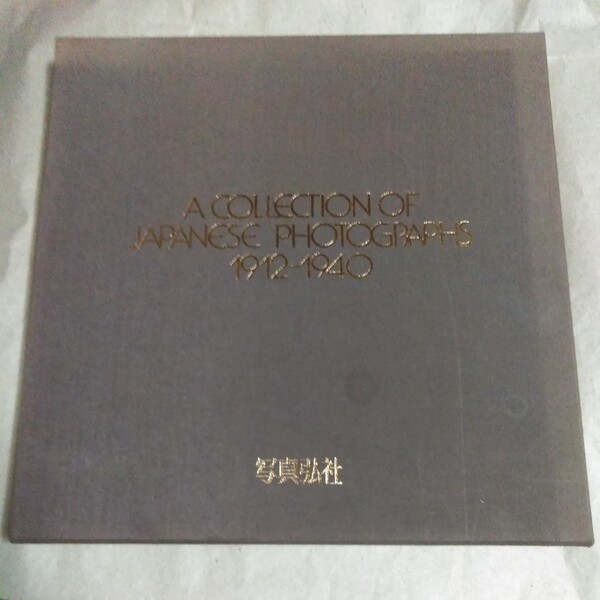 A COLLECTION OF
JAPANESE PHOTOGRAPHS
1912-1940
写真弘社